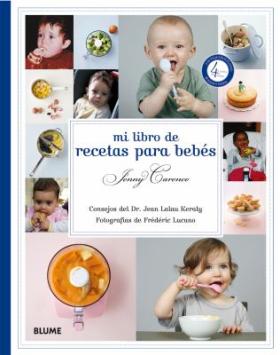 mi libro de
recetas para bebés
Jenny Carenco
Consejos del Dr. Jean Lalau Keraly
Fotografías de Frédéric Lucano
BLUME